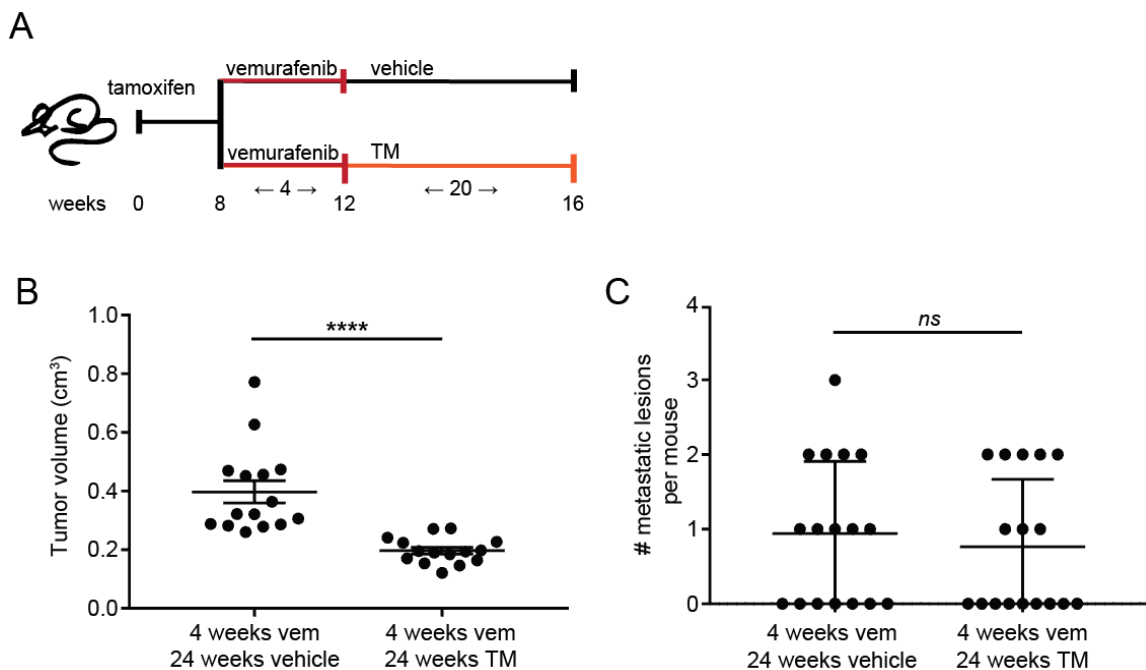 A
tamoxifen
vemurafenib
vehicle
vemurafenib
TM
← 4 →
← 20 →
weeks
0
8
12
16
B
Tumor volume (cm³)
1.0
0.8
0.6
0.4
0.2
0.0
****
4 weeks vem
24 weeks vehicle
4 weeks vem
24 weeks TM
C
# metastatic lesions
per mouse
4
3
2
1
0
ns
4 weeks vem
24 weeks vehicle
4 weeks vem
24 weeks TM